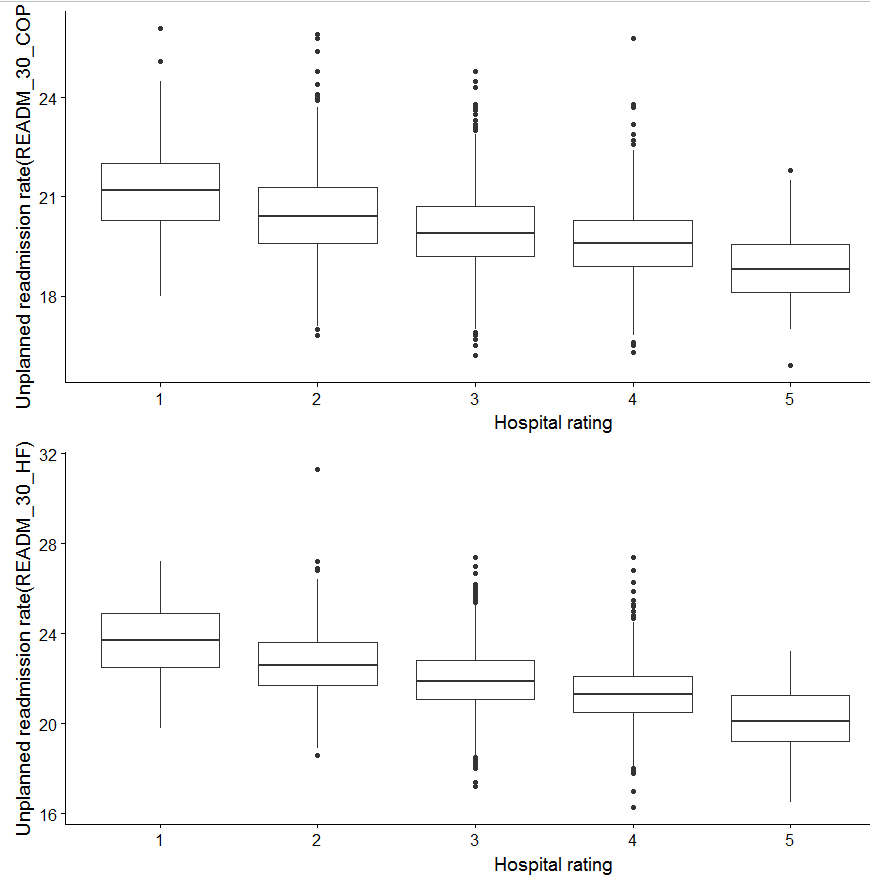 Unplanned readmission rate(READM_30_COP
24
21
18
1 2 3 4 5
Hospital rating
Unplanned readmission rate(READM_30_HF)
32
28
24
20
16
1 2 3 4 5
Hospital rating